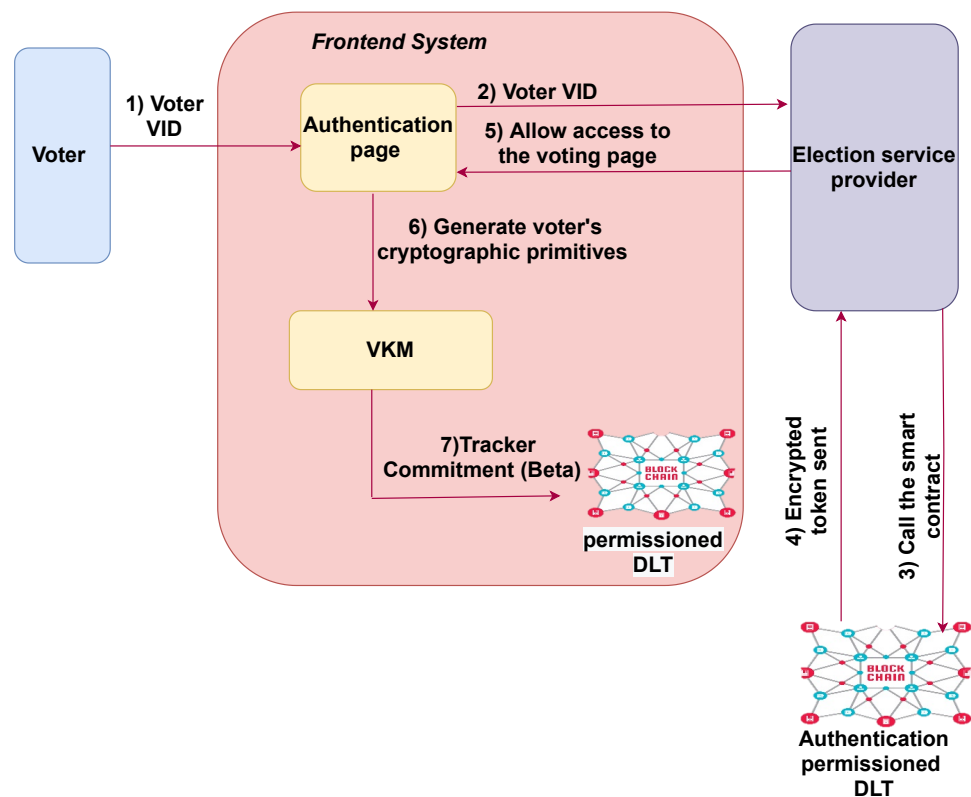 Frontend System
1) Voter
VID
Voter
Authentication
page
2) Voter VID
5) Allow access to
the voting page
Election service
provider
6) Generate voter's
cryptographic primitives
VKM
7)Tracker
Commitment (Beta)
BLOCK
CHAIN
permissioned
DLT
4) Encrypted
token sent
3) Call the smart
contract
BLOCK
CHAIN
Authentication
permissioned
DLT